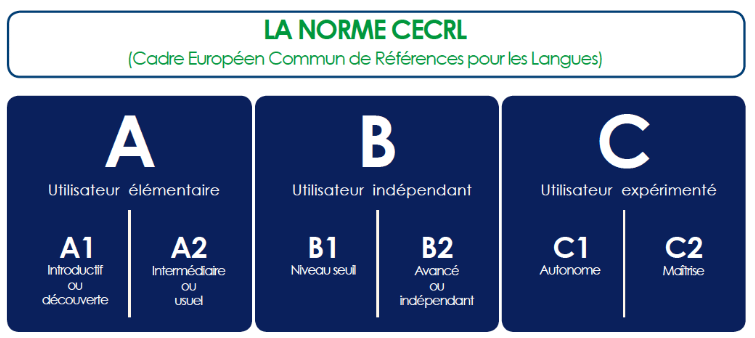 LA NORME CECRL
(Cadre Européen Commun de Références pour les Langues)
A
Utilisateur élémentaire
A1
Introductif
ou
découverte
A2
Intermédiaire
ou
usuel
B
Utilisateur indépendant
B1
Niveau seuil
B2
Avancé
ou
indépendant
C
Utilisateur expérimenté
C1
Autonome
C2
Maîtrise